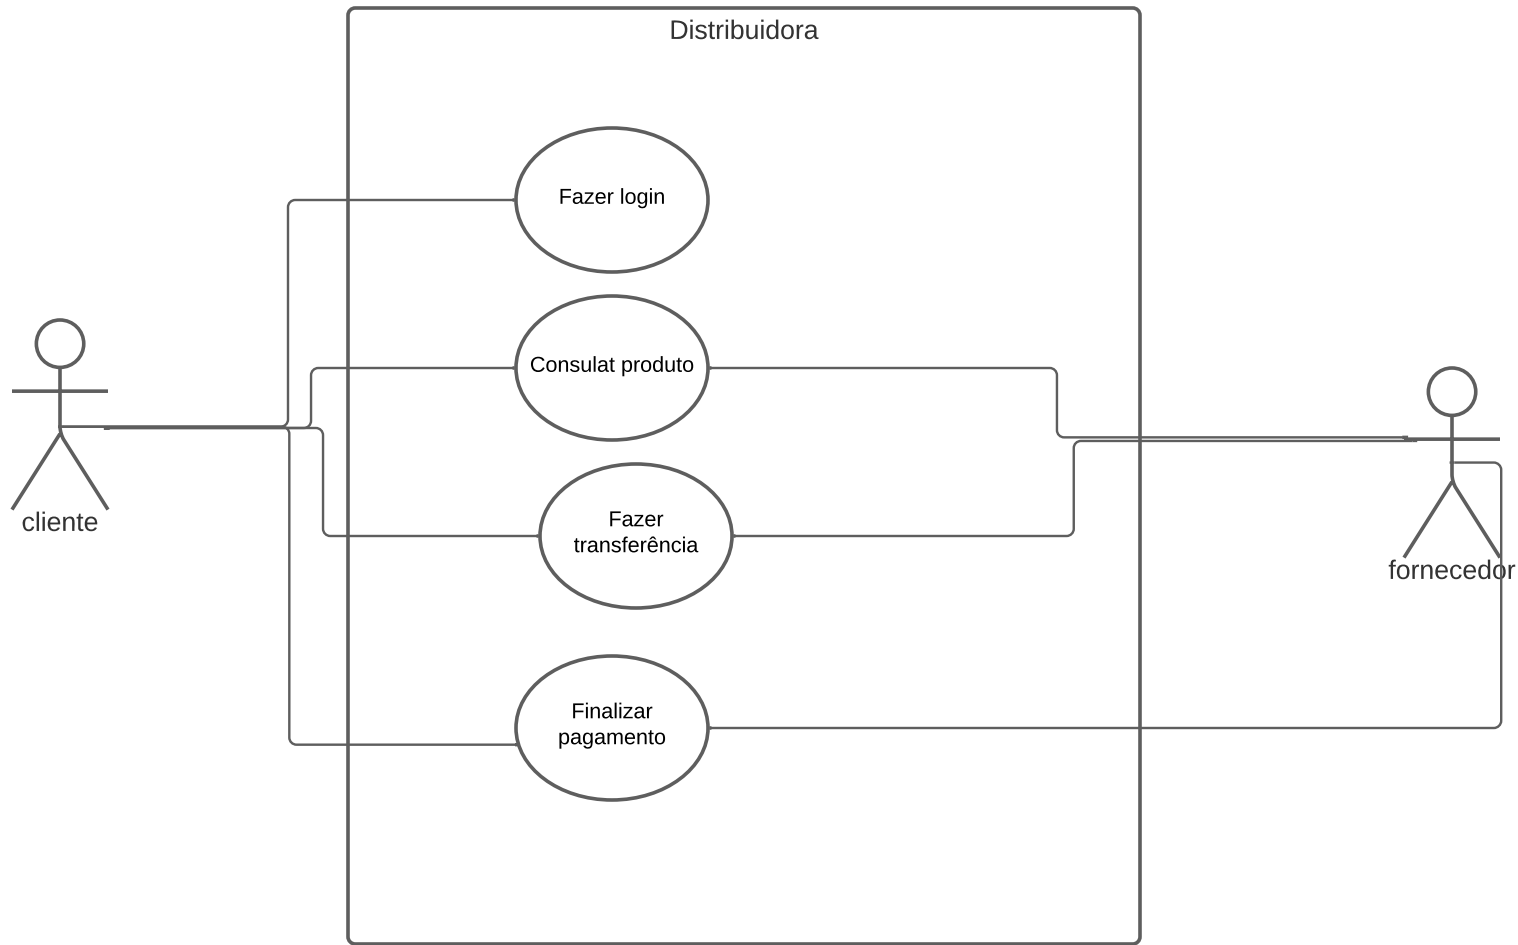 Distribuidora
Fazer login
Consulat produto
cliente
Fazer
transferência
fornecedor
Finalizar
pagamento